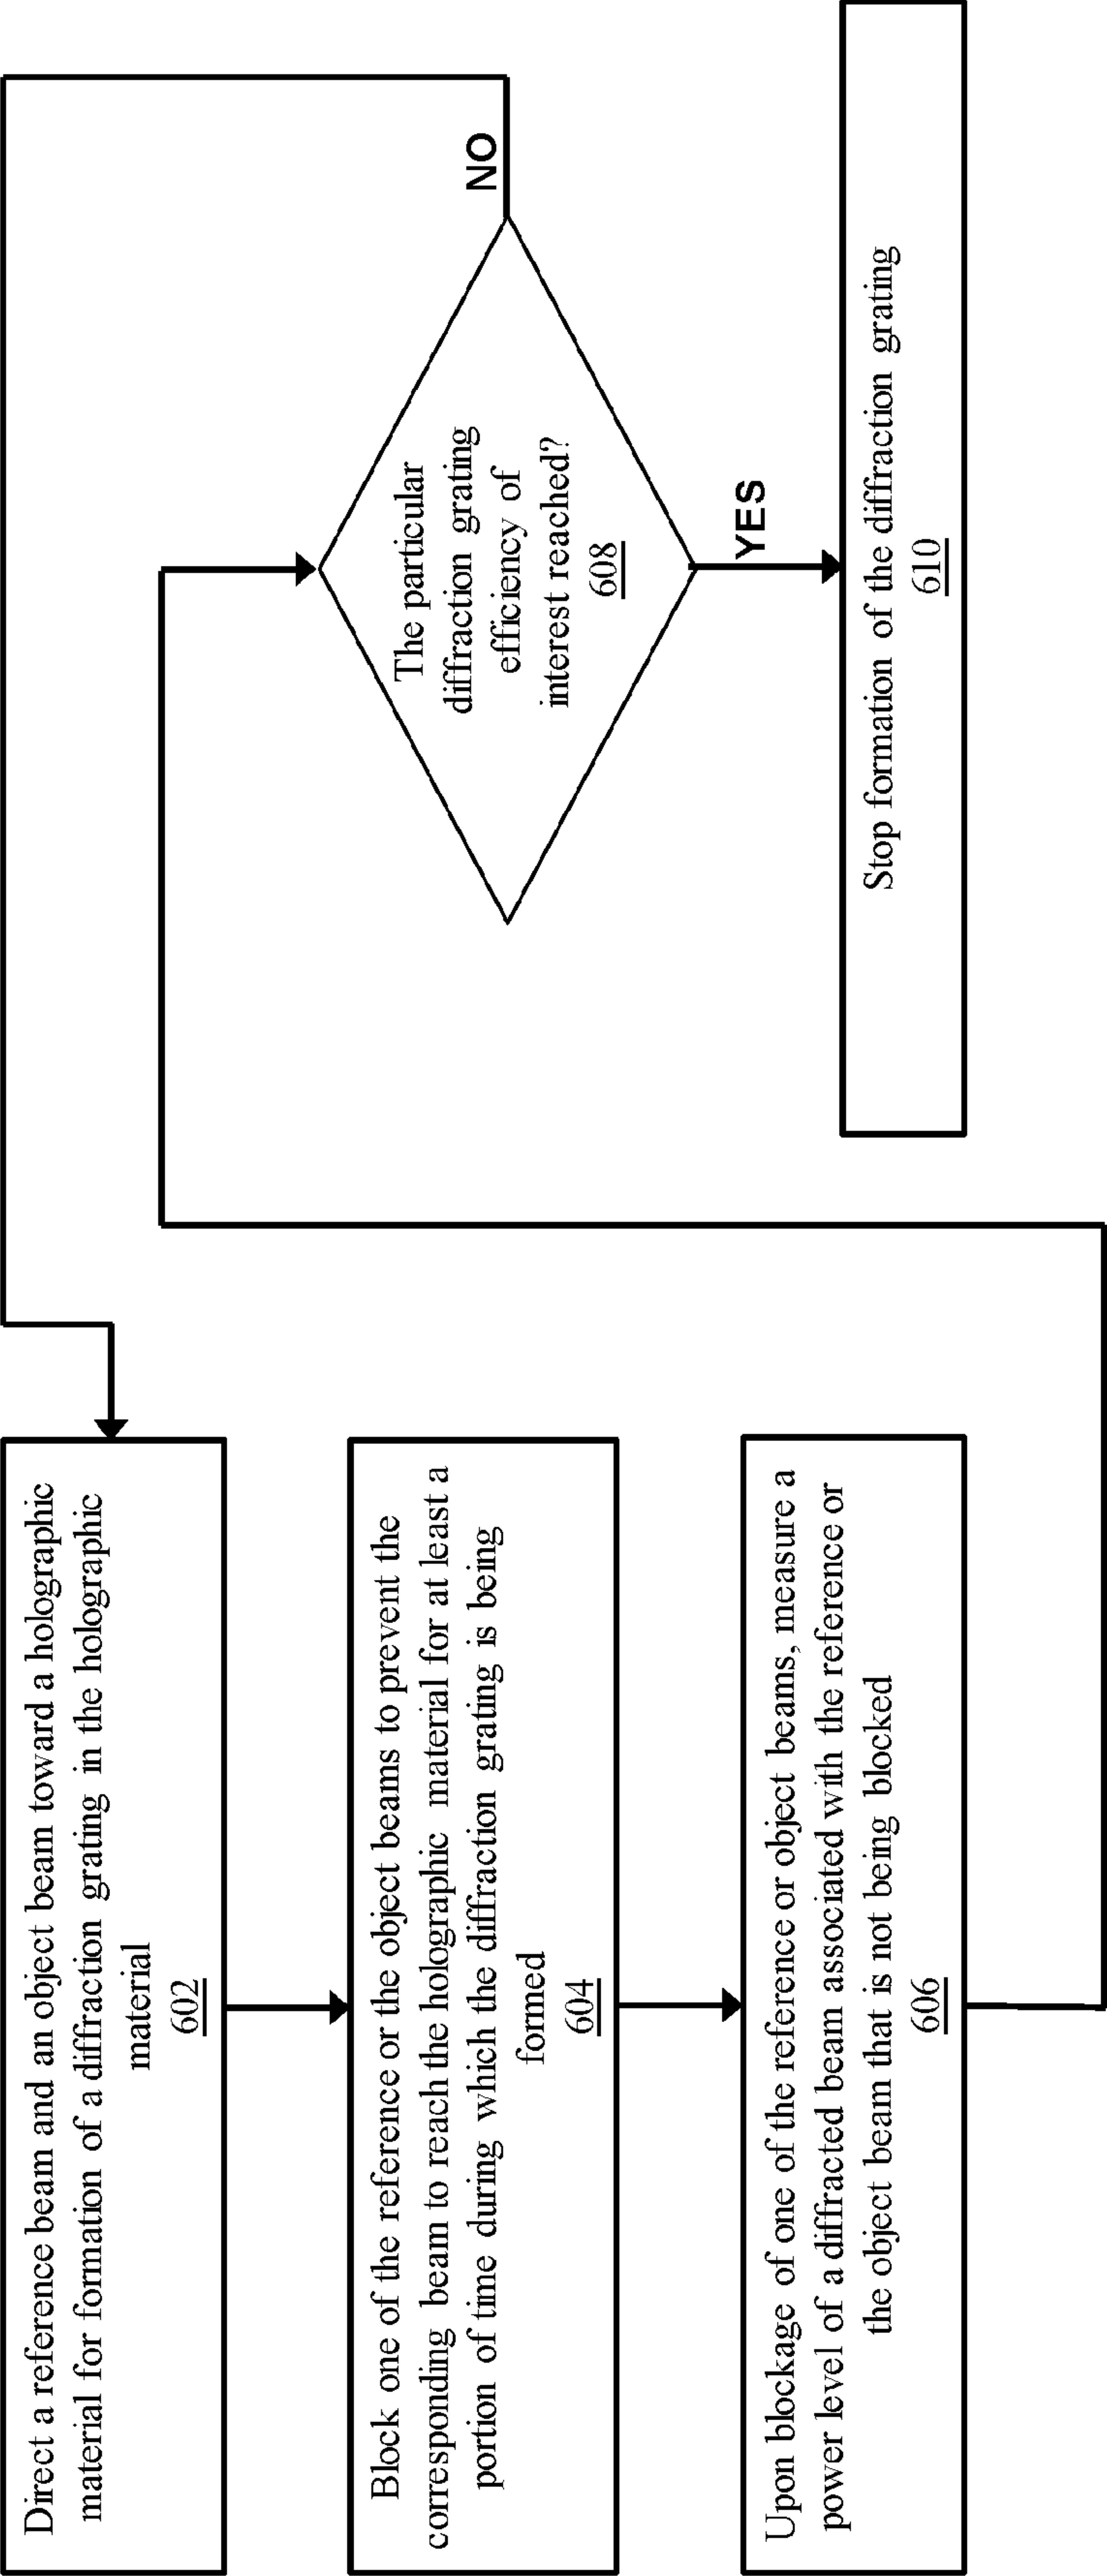 Direct a reference beam and an object beam toward a holographic
material for formation of a diffraction grating in the holographic
material
602
Block one of the reference or the object beams to prevent the
corresponding beam to reach the holographic material for at least a
portion of time during which the diffraction grating is being
formed
604
Upon blockage of one of the reference or object beams, measure a
power level of a diffracted beam associated with the reference or
the object beam that is not being blocked
606
The particular
diffraction grating
efficiency of
interest reached?
608
NO
YES
Stop formation of the diffraction grating
610